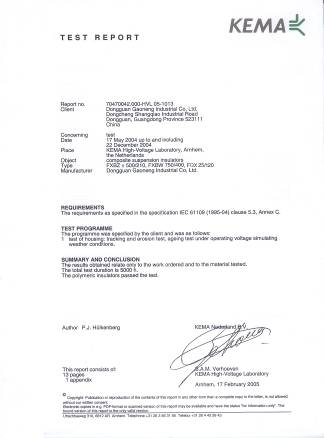 KEMA
TEST REPORT
Report no. 70470042.000-HVL 05-1013
Client Dongguan Gaoneng Industrial Co, Ltd.
Dongcheng Shangqiao Industrial Road
Dongguan, Guangdong Province 523111
China
Concerning test
Date 17 May 2004 up to and including
22 December 2004
Place KEMA High-Voltage Laboratory, Arnhem,
the Netherlands
Object composite suspension insulators
Type FXBW 750/400, 25/120
Manufacturer Dongguan Gaoneng Industrial Co, Ltd.
REQUIREMENTS
The requirements as specified in the specification IEC 61109 (1995-04) clause 5.3, Annex C.
TEST PROGRAMME
The programme was specified by the client and was as follows:
1 test of housing: tracking and erosion test, ageing test under operating voltage simulating
weather conditions.
SUMMARY AND CONCLUSION
The results obtained relate only to the work ordered and to the material tested.
The total test duration is 5000 h.
The polymeric insulators passed the test.
Author P.J. Hülkenberg KEMA Nederland B.V.
This report consists of:
13 pages
1 appendix
B.A.M. Verhoeven
KEMA High-Voltage Laboratory
Arnhem, 17 February 2005
© Copyright: Publication or reproduction of the contents of this report in any other form than a complete copy to the letter, is not allowed
without our written consent.
Electronic copies in e.g. PDF-format or scanned version of this report may be available and have the status "for information only". The
bound version of this report is the only valid version.
Utrechtseweg 310, 6812 AR Arnhem. Telephone